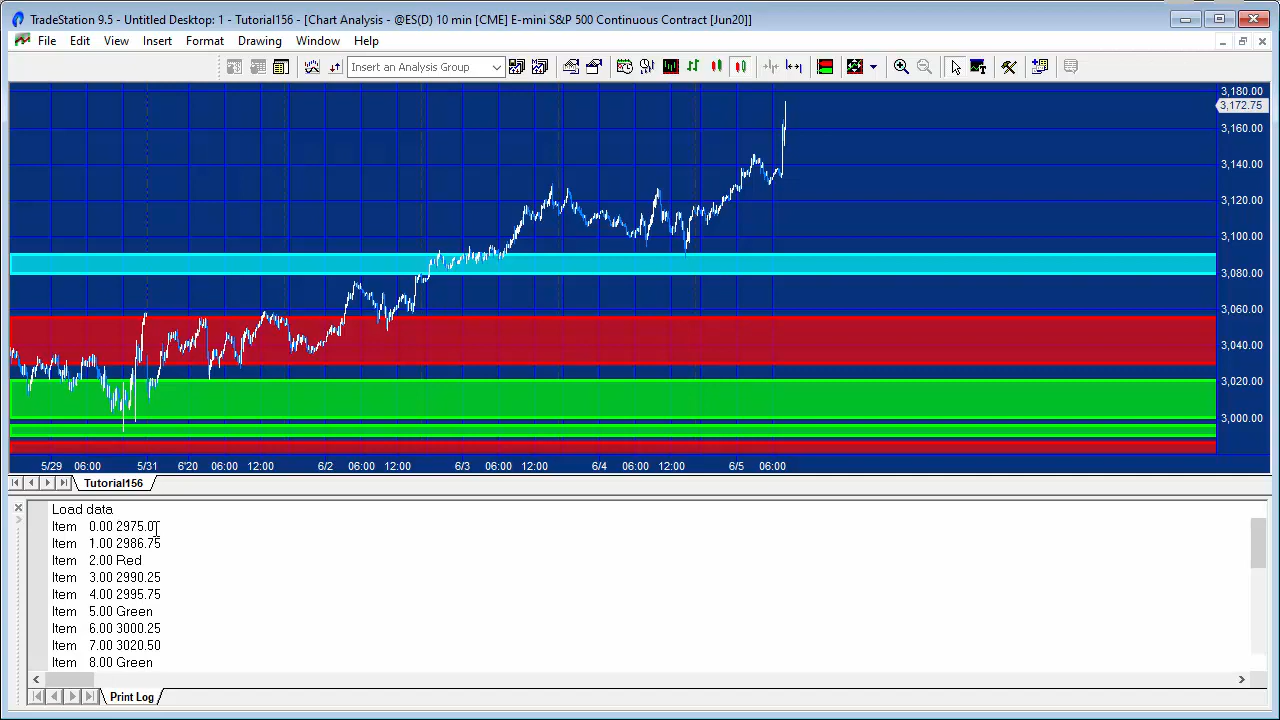 TradeStation 9.5 - Untitled Desktop: 1 - Tutorial156 - [Chart Analysis - @ES(D) 10 min [CME] E-mini S&P 500 Continuous Contract [Jun20]]
File Edit View Insert Format Drawing Window Help
Insert an Analysis Group
3,180.00
3,172.75
3,160.00
3,140.00
3,120.00
3,100.00
3,080.00
3,060.00
3,040.00
3,020.00
3,000.00
5/29 06:00 5/31 6'20 06:00 12:00 6/2 06:00 12:00 6/3 06:00 12:00 6/4 06:00 12:00 6/5 06:00
Tutorial156
Load data
Item 0.00 2975.00
Item 1.00 2986.75
Item 2.00 Red
Item 3.00 2990.25
Item 4.00 2995.75
Item 5.00 Green
Item 6.00 3000.25
Item 7.00 3020.50
Item 8.00 Green
Print Log